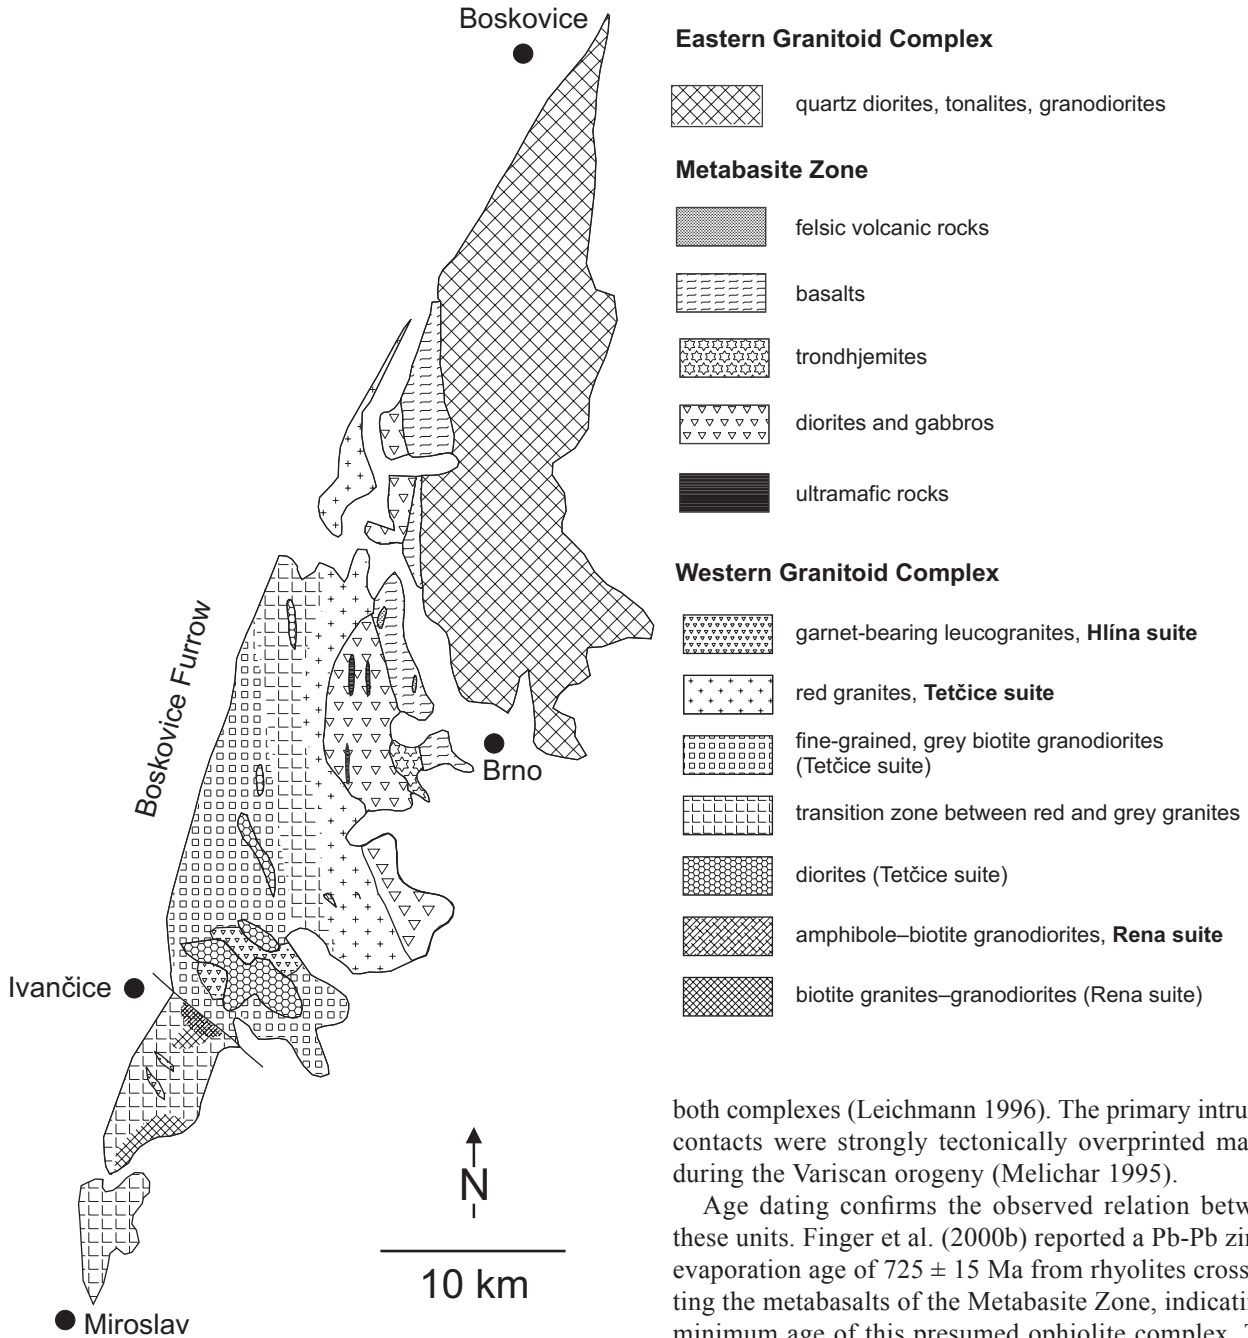 Boskovice
Boskovice Furrow
Brno
Ivančice
N
10 km
Miroslav
Eastern Granitoid Complex
quartz diorites, tonalites, granodiorites
Metabasite Zone
felsic volcanic rocks
basalts
trondhjemites
diorites and gabbros
ultramafic rocks
Western Granitoid Complex
garnet-bearing leucogranites, Hlína suite
red granites, Tetčice suite
fine-grained, grey biotite granodiorites
(Tetčice suite)
transition zone between red and grey granites
diorites (Tetčice suite)
amphibole–biotite granodiorites, Rena suite
biotite granites–granodiorites (Rena suite)
both complexes (Leichmann 1996). The primary intru
contacts were strongly tectonically overprinted ma
during the Variscan orogeny (Melichar 1995).
Age dating confirms the observed relation betw
these units. Finger et al. (2000b) reported a Pb-Pb zir
evaporation age of 725 ± 15 Ma from rhyolites cross
ting the metabasalts of the Metabasite Zone, indicati
minimum age of this presumed ophiolite complex. T